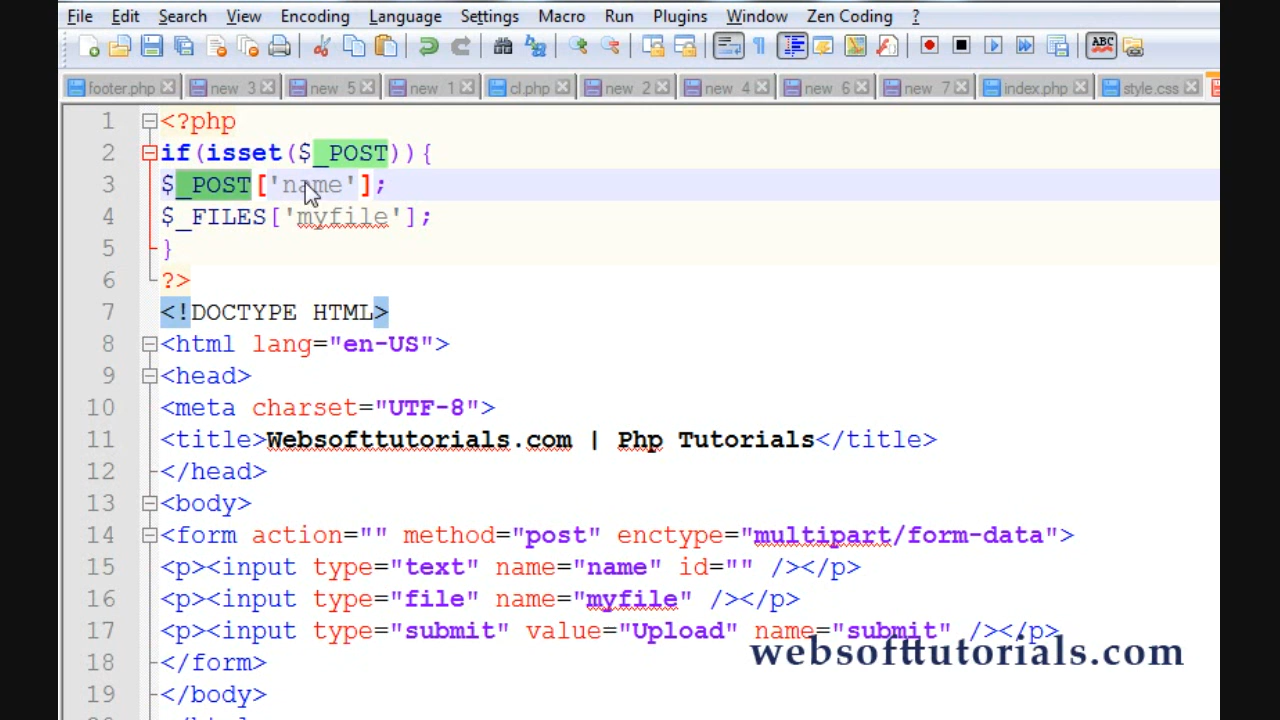 File Edit Search View Encoding Language Settings Macro Run Plugins Window Zen Coding ?
ABC
footer.php new 3 new 5 new 1 cl.php new 2 new 4 new 6 new 7 index.php style.css
1 <?php
2 if(isset($_POST)){
3 $_POST['name'];
4 $_FILES['myfile'];
5 }
6 ?>
7 <!DOCTYPE HTML>
8 <html lang="en-US">
9 <head>
10 <meta charset="UTF-8">
11 <title>Websofttutorials.com | Php Tutorials</title>
12 </head>
13 <body>
14 <form action="" method="post" enctype="multipart/form-data">
15 <p><input type="text" name="name" id="" /></p>
16 <p><input type="file" name="myfile" /></p>
17 <p><input type="submit" value="Upload" name="submit" /></p>
websofttutorials.com
18 </form>
19 </body>